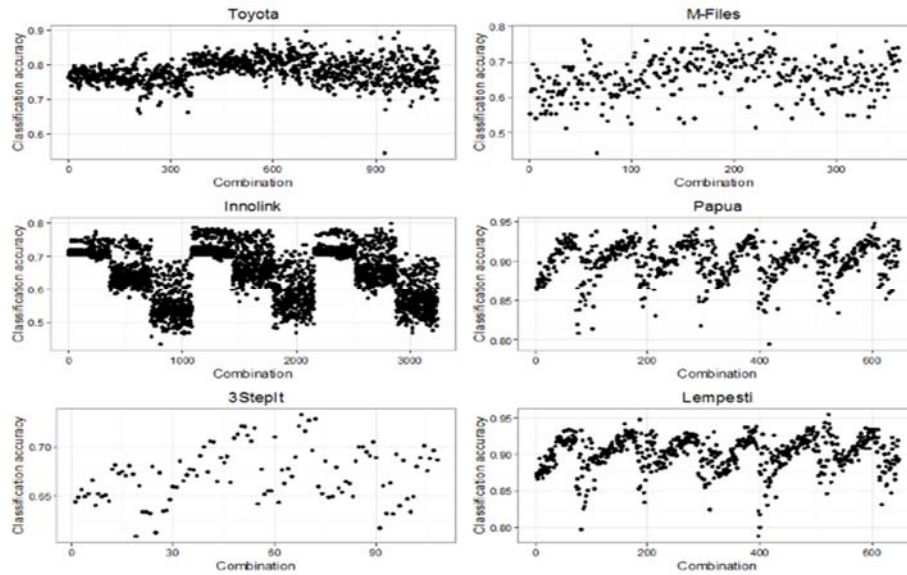 Toyota
Classification accuracy
0.9
0.8
0.7
0.6
0
300
600
900
Combination
M-Files
Classification accuracy
0.8
0.7
0.6
0.5
0
100
200
300
Combination
Innolink
Classification accuracy
0.8
0.7
0.6
0.5
0
1000
2000
3000
Combination
Papua
Classification accuracy
0.95
0.90
0.85
0.80
0
200
400
600
Combination
3StepIt
Classification accuracy
0.70
0.65
0
30
60
90
Combination
Lempesti
Classification accuracy
0.95
0.90
0.85
0.80
0
200
400
600
Combination